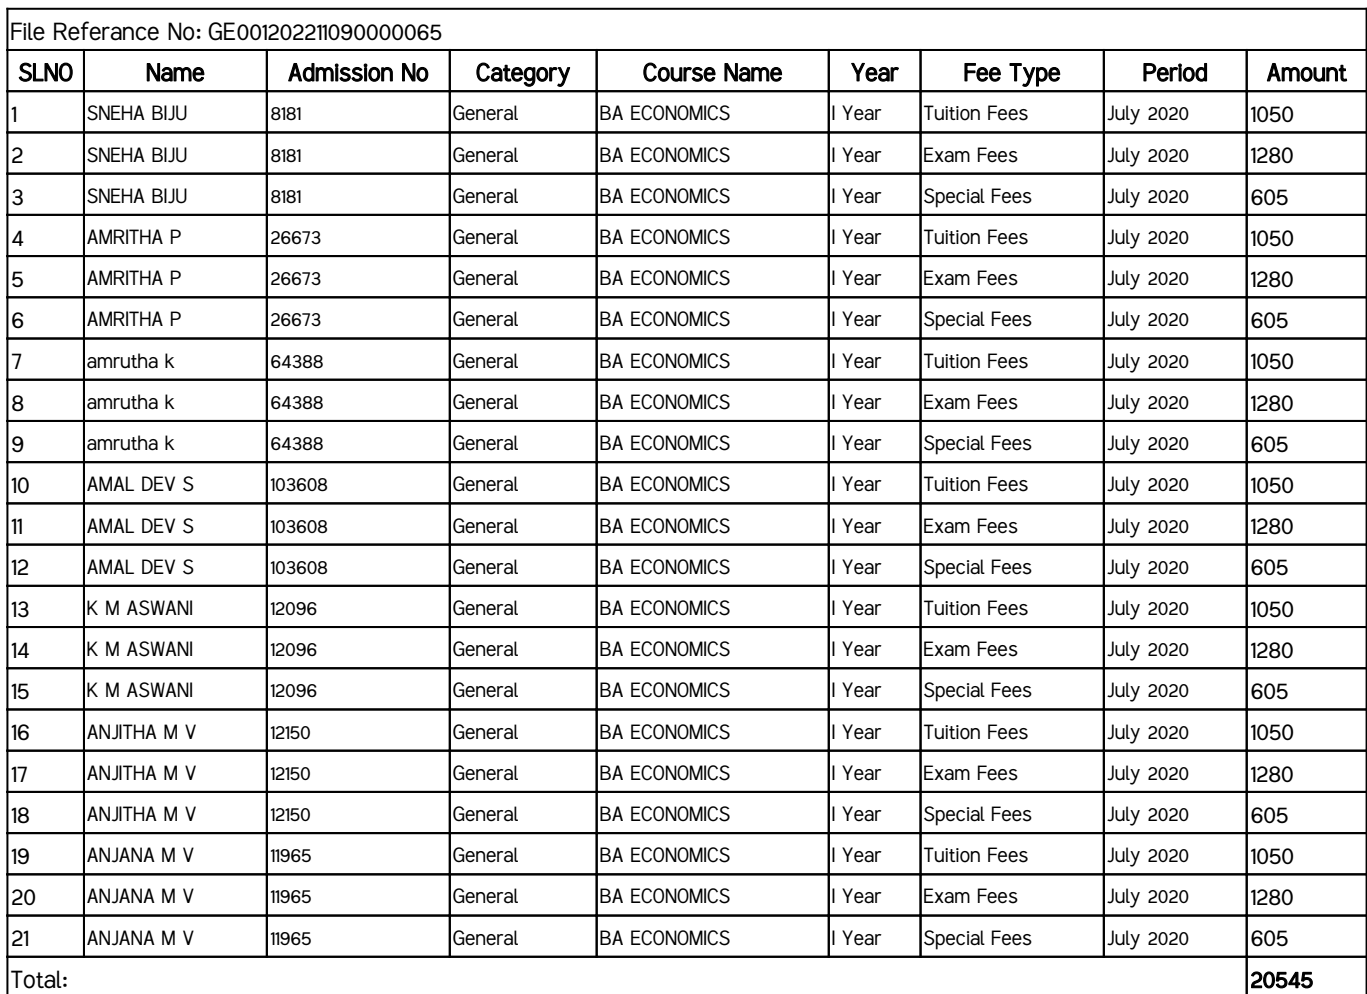 File Referance No: GE001202211090000065
SLNO Name Admission No Category Course Name Year Fee Type Period Amount
1 SNEHA BIJU 8181 General BA ECONOMICS I Year Tuition Fees July 2020 1050
2 SNEHA BIJU 8181 General BA ECONOMICS I Year Exam Fees July 2020 1280
3 SNEHA BIJU 8181 General BA ECONOMICS I Year Special Fees July 2020 605
4 AMRITHA P 26673 General BA ECONOMICS I Year Tuition Fees July 2020 1050
5 AMRITHA P 26673 General BA ECONOMICS I Year Exam Fees July 2020 1280
6 AMRITHA P 26673 General BA ECONOMICS I Year Special Fees July 2020 605
7 amrutha k 64388 General BA ECONOMICS I Year Tuition Fees July 2020 1050
8 amrutha k 64388 General BA ECONOMICS I Year Exam Fees July 2020 1280
9 amrutha k 64388 General BA ECONOMICS I Year Special Fees July 2020 605
10 AMAL DEV S 103608 General BA ECONOMICS I Year Tuition Fees July 2020 1050
11 AMAL DEV S 103608 General BA ECONOMICS I Year Exam Fees July 2020 1280
12 AMAL DEV S 103608 General BA ECONOMICS I Year Special Fees July 2020 605
13 K M ASWANI 12096 General BA ECONOMICS I Year Tuition Fees July 2020 1050
14 K M ASWANI 12096 General BA ECONOMICS I Year Exam Fees July 2020 1280
15 K M ASWANI 12096 General BA ECONOMICS I Year Special Fees July 2020 605
16 ANJITHA M V 12150 General BA ECONOMICS I Year Tuition Fees July 2020 1050
17 ANJITHA M V 12150 General BA ECONOMICS I Year Exam Fees July 2020 1280
18 ANJITHA M V 12150 General BA ECONOMICS I Year Special Fees July 2020 605
19 ANJANA M V 11965 General BA ECONOMICS I Year Tuition Fees July 2020 1050
20 ANJANA M V 11965 General BA ECONOMICS I Year Exam Fees July 2020 1280
21 ANJANA M V 11965 General BA ECONOMICS I Year Special Fees July 2020 605
Total: 20545